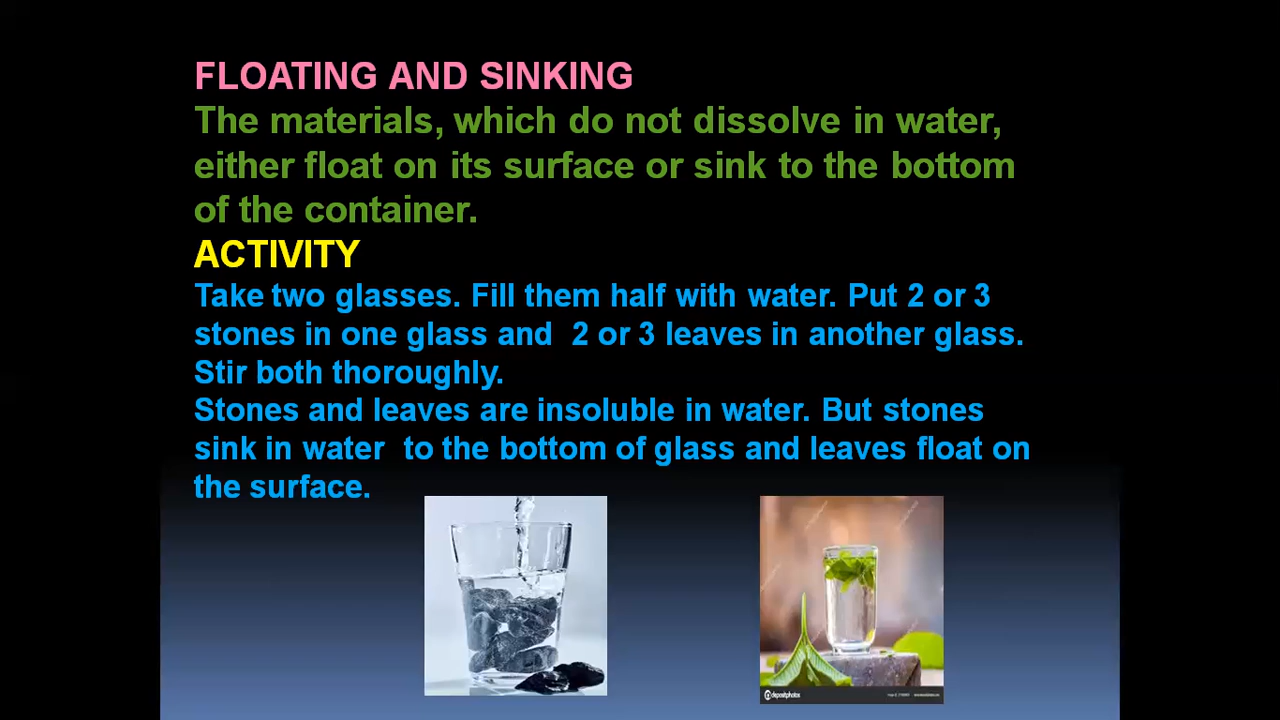 FLOATING AND SINKING
The materials, which do not dissolve in water,
either float on its surface or sink to the bottom
of the container.
ACTIVITY
Take two glasses. Fill them half with water. Put 2 or 3
stones in one glass and 2 or 3 leaves in another glass.
Stir both thoroughly.
Stones and leaves are insoluble in water. But stones
sink in water to the bottom of glass and leaves float on
the surface.
depositphotos